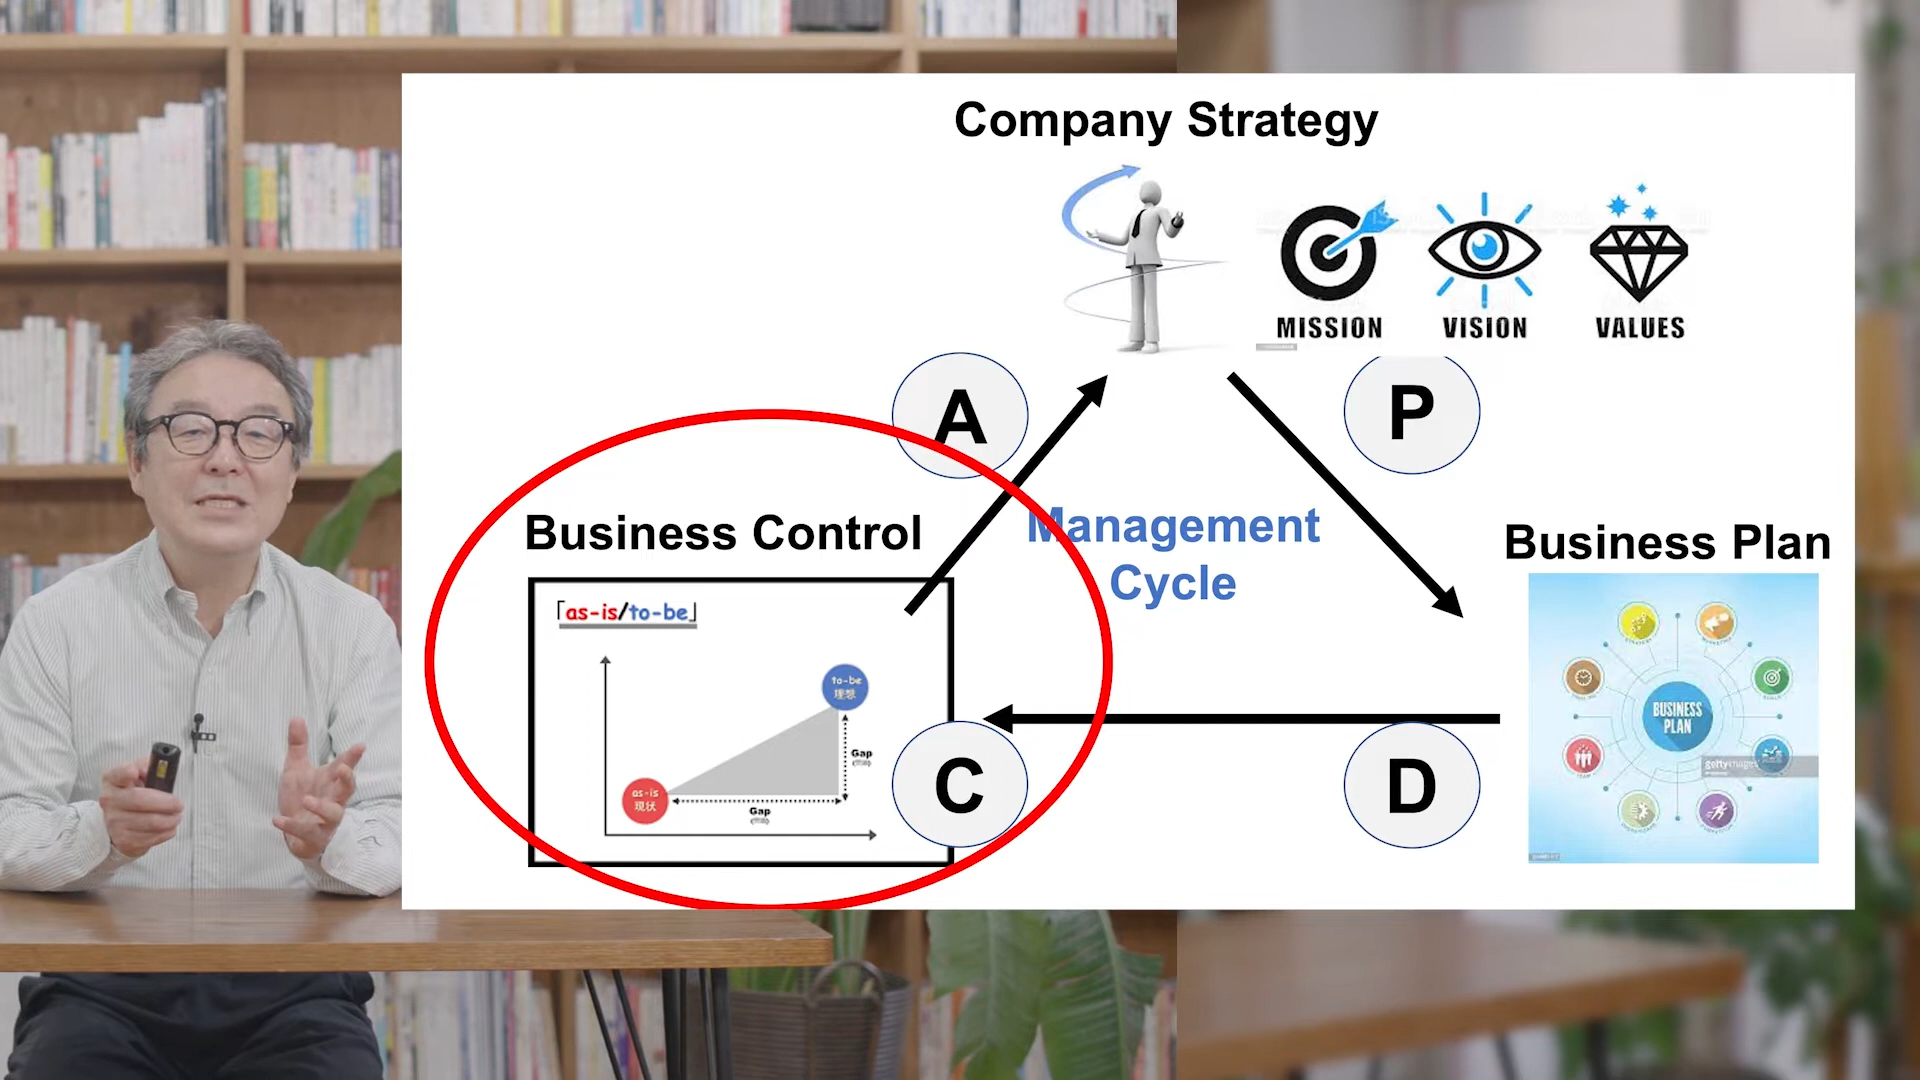 Company Strategy
MISSION
VISION
VALUES
A
P
Business Control
Management
Cycle
Business Plan
「as-is/to-be」
to-be
理想
Gap
as-is
現状
Gap
C
D
BUSINESS
PLAN
gettyimages